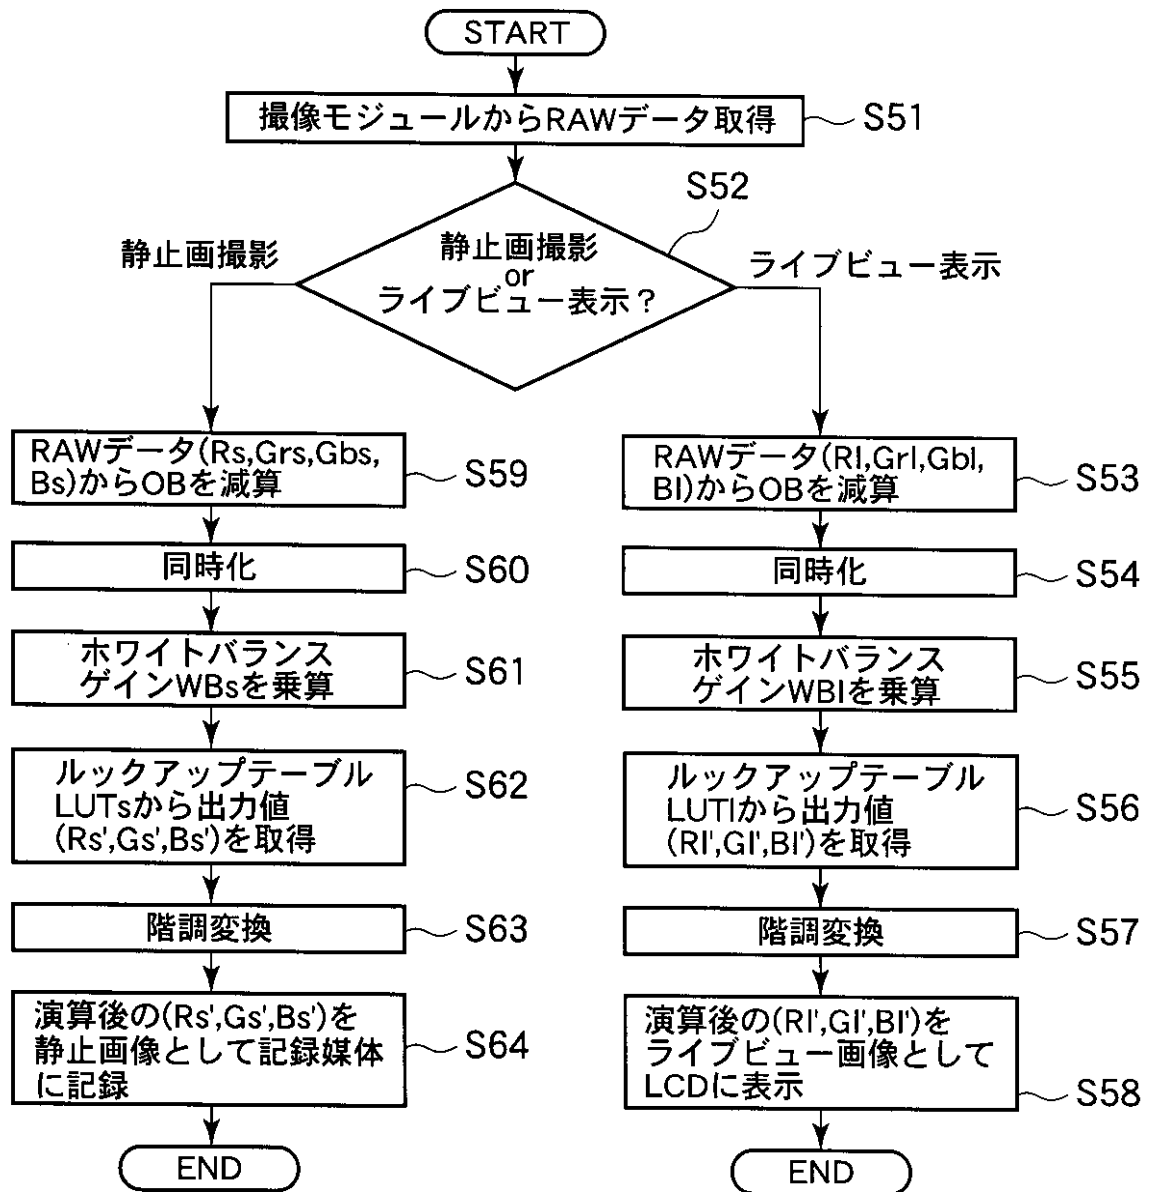 START
撮像モジュールからRAWデータ取得
S51
S52
静止画撮影
or
ライブビュー表示？
静止画撮影
ライブビュー表示
RAWデータ(Rs,Grs,Gbs,
Bs)からOBを減算
S59
同時化
S60
ホワイトバランス
ゲインWBsを乗算
S61
ルックアップテーブル
LUTsから出力値
(Rs',Gs',Bs')を取得
S62
階調変換
S63
演算後の(Rs',Gs',Bs')を
静止画像として記録媒体
に記録
S64
END
RAWデータ(Rl,Grl,Gbl,
Bl)からOBを減算
S53
同時化
S54
ホワイトバランス
ゲインWBlを乗算
S55
ルックアップテーブル
LUTlから出力値
(Rl',Gl',Bl')を取得
S56
階調変換
S57
演算後の(Rl',Gl',Bl')を
ライブビュー画像として
LCDに表示
S58
END